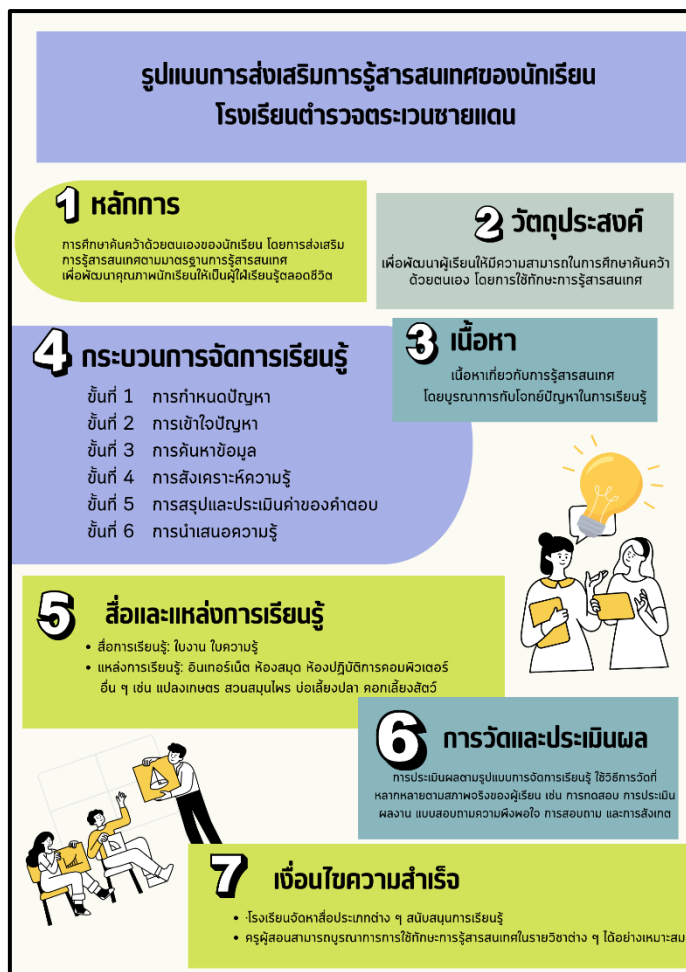 รูปแบบการส่งเสริมการรู้สารสนเทศของนักเรียน
โรงเรียนตำรวจตระเวนชายแดน
1 หลักการ
การศึกษาค้นคว้าด้วยตนเองของนักเรียน โดยการส่งเสริม
การรู้สารสนเทศตามมาตรฐานการรู้สารสนเทศ
เพื่อพัฒนาคุณภาพนักเรียนให้เป็นผู้ใฝ่เรียนรู้ตลอดชีวิต
2 วัตถุประสงค์
เพื่อพัฒนาผู้เรียนให้มีความสามารถในการศึกษาค้นคว้า
ด้วยตนเอง โดยการใช้ทักษะการรู้สารสนเทศ
3 เนื้อหา
เนื้อหาเกี่ยวกับการรู้สารสนเทศ
โดยบูรณาการกับโจทย์ปัญหาในการเรียนรู้
4 กระบวนการจัดการเรียนรู้
ขั้นที่ 1 การกำหนดปัญหา
ขั้นที่ 2 การเข้าใจปัญหา
ขั้นที่ 3 การค้นหาข้อมูล
ขั้นที่ 4 การสังเคราะห์ความรู้
ขั้นที่ 5 การสรุปและประเมินค่าของคำตอบ
ขั้นที่ 6 การนำเสนอความรู้
5 สื่อและแหล่งการเรียนรู้
• สื่อการเรียนรู้: ใบงาน ใบความรู้
• แหล่งการเรียนรู้: อินเทอร์เน็ต ห้องสมุด ห้องปฏิบัติการคอมพิวเตอร์
อื่น ๆ เช่น แปลงเกษตร สวนสมุนไพร บ่อเลี้ยงปลา คอกเลี้ยงสัตว์
6 การวัดและประเมินผล
การประเมินผลตามรูปแบบการจัดการเรียนรู้ ใช้วิธีการวัดที่
หลากหลายตามสภาพจริงของผู้เรียน เช่น การทดสอบ การประเมิน
ผลงาน แบบสอบถามความพึงพอใจ การสอบถาม และการสังเกต
7 เงื่อนไขความสำเร็จ
• ·โรงเรียนจัดหาสื่อประเภทต่าง ๆ สนับสนุนการเรียนรู้
• ครูผู้สอนสามารถบูรณาการการใช้ทักษะการรู้สารสนเทศในรายวิชาต่าง ๆ ได้อย่างเหมาะสม